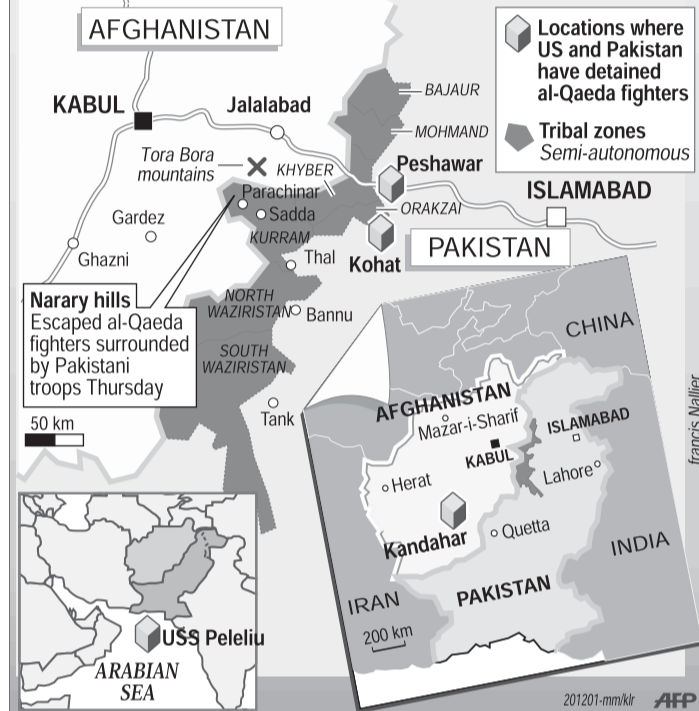 AFGHANISTAN
Locations where
US and Pakistan
have detained
al-Qaeda fighters
Tribal zones
Semi-autonomous
KABUL
Jalalabad
BAJAUR
MOHMAND
Tora Bora
mountains
KHYBER
Peshawar
ISLAMABAD
Parachinar
Sadda
ORAKZAI
Gardez
KURRAM
Ghazni
Thal
Kohat
PAKISTAN
Narary hills
Escaped al-Qaeda
fighters surrounded
by Pakistani
troops Thursday
NORTH
WAZIRISTAN
Bannu
SOUTH
WAZIRISTAN
Tank
50 km
CHINA
AFGHANISTAN
Mazar-i-Sharif
ISLAMABAD
KABUL
Lahore
Herat
Kandahar
Quetta
INDIA
IRAN
PAKISTAN
200 km
USS Peleliu
ARABIAN
SEA
francis Nallier
201201-mm/klr
AFP